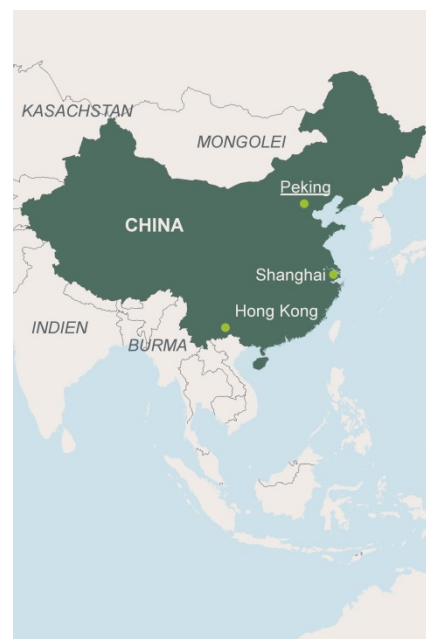 KASACHSTAN
MONGOLEI
Peking
CHINA
Shanghai
Hong Kong
INDIEN
BURMA